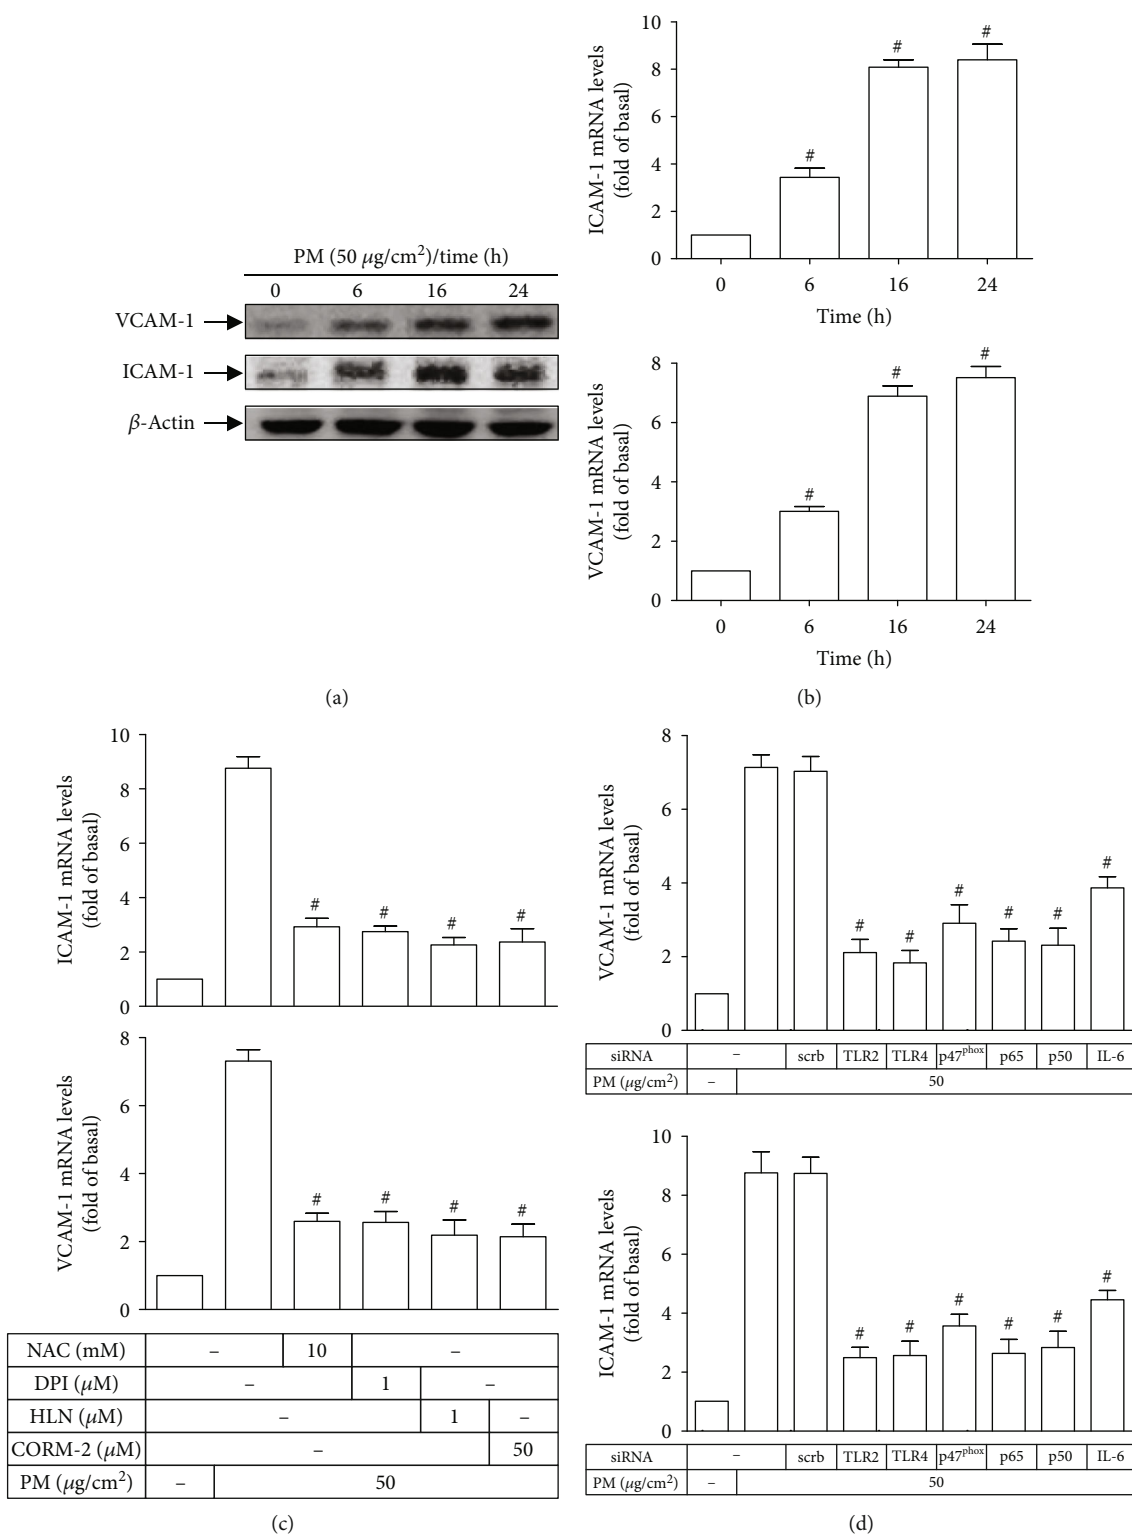 PM (50 μg/cm²)/time (h)
0 6 16 24
VCAM-1
ICAM-1
β-Actin
(a)
ICAM-1 mRNA levels
(fold of basal)
10
8
6
4
2
0
# # #
0 6 16 24
Time (h)
VCAM-1 mRNA levels
(fold of basal)
8
6
4
2
0
# # #
0 6 16 24
Time (h)
(b)
ICAM-1 mRNA levels
(fold of basal)
10
8
6
4
2
0
# # # #
VCAM-1 mRNA levels
(fold of basal)
8
6
4
2
0
# # # #
NAC (mM) – 10 –
DPI (μM) – 1 –
HLN (μM) – 1 –
CORM-2 (μM) – 50
PM (μg/cm²) – 50
(c)
VCAM-1 mRNA levels
(fold of basal)
8
6
4
2
0
# # # # # #
siRNA – scrb TLR2 TLR4 p47ᵖʰᵒˣ p65 p50 IL-6
PM (μg/cm²) – 50
ICAM-1 mRNA levels
(fold of basal)
10
8
6
4
2
0
# # # # # #
siRNA – scrb TLR2 TLR4 p47ᵖʰᵒˣ p65 p50 IL-6
PM (μg/cm²) – 50
(d)